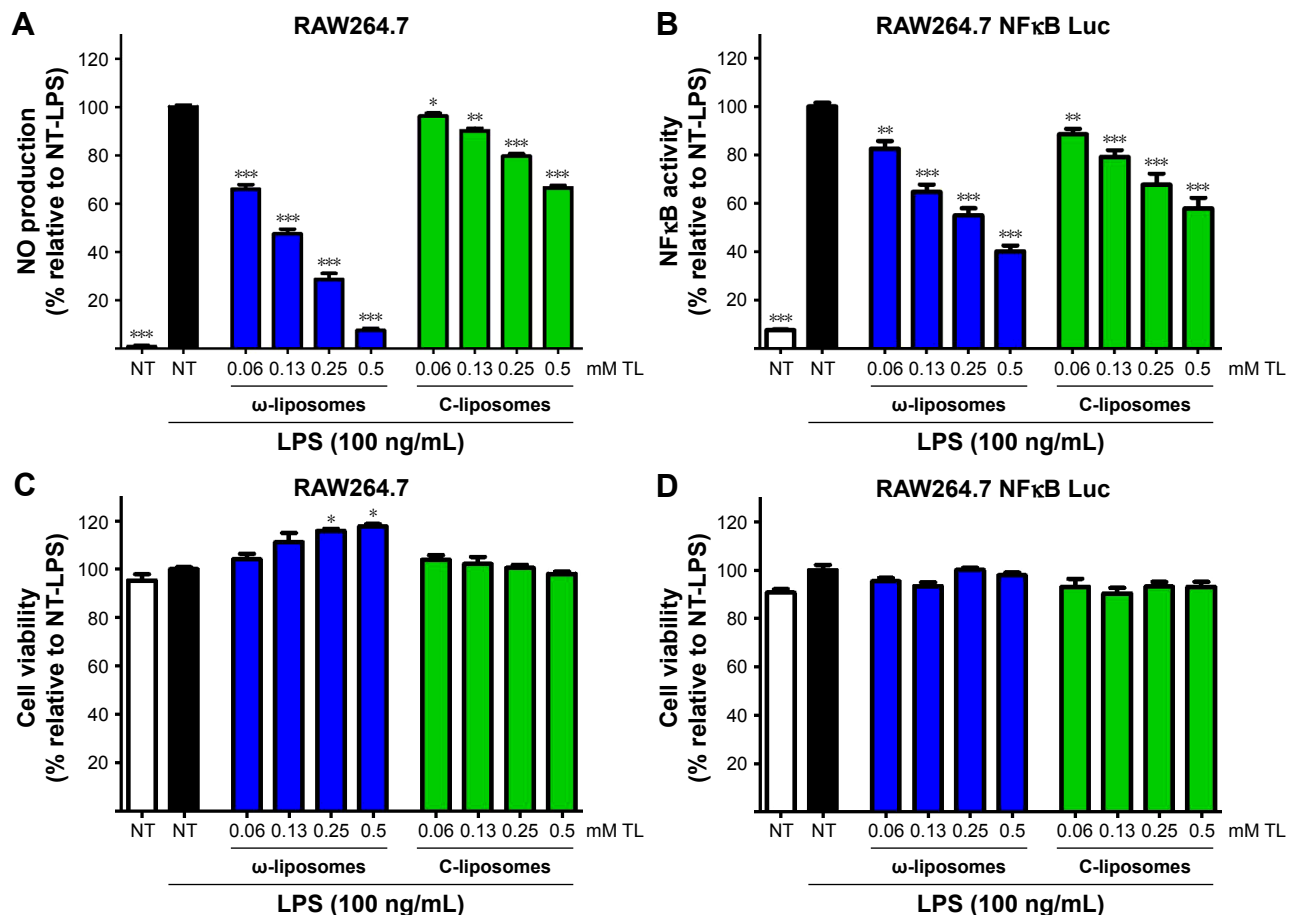 A
RAW264.7
NO production
(% relative to NT-LPS)
120
100
80
60
40
20
***
***
***
***
***
*
**
***
***
NT NT 0.06 0.13 0.25 0.5 0.06 0.13 0.25 0.5 mM TL
ω-liposomes C-liposomes
LPS (100 ng/mL)
B
RAW264.7 NFκB Luc
NFκB activity
(% relative to NT-LPS)
120
100
80
60
40
20
***
**
***
***
***
**
***
***
***
NT NT 0.06 0.13 0.25 0.5 0.06 0.13 0.25 0.5 mM TL
ω-liposomes C-liposomes
LPS (100 ng/mL)
C
RAW264.7
Cell viability
(% relative to NT-LPS)
120
100
80
60
40
20
*
*
NT NT 0.06 0.13 0.25 0.5 0.06 0.13 0.25 0.5 mM TL
ω-liposomes C-liposomes
LPS (100 ng/mL)
D
RAW264.7 NFκB Luc
Cell viability
(% relative to NT-LPS)
120
100
80
60
40
20
NT NT 0.06 0.13 0.25 0.5 0.06 0.13 0.25 0.5 mM TL
ω-liposomes C-liposomes
LPS (100 ng/mL)